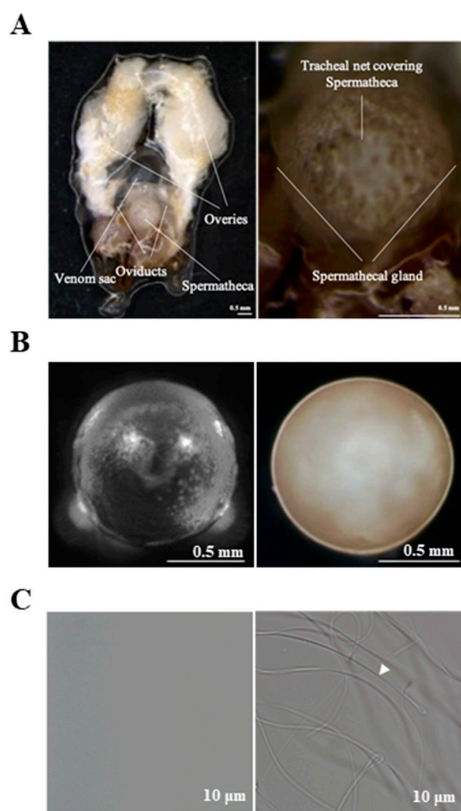 A
Overies
Venom sac
Oviducts
Spermatheca
0.5 mm
Tracheal net covering
Spermatheca
Spermathecal gland
0.5 mm
B
0.5 mm
0.5 mm
C
10 µm
10 µm